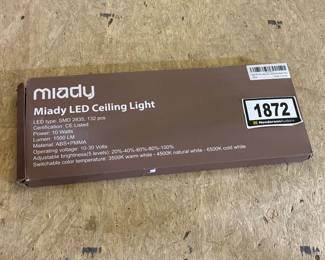 miady
Miady LED Ceiling Light
LED type: SMD 2835, 132 pcs
Certification: CE Listed
Power: 10 Watts
Lumen: 1500 LM
Material: ABS+PMMA
Operating voltage: 10-30 Volts
Adjustable brightness(5 levels): 20%-40%-60%-80%-100%
Switchable color temperature: 3500K warm white - 4500K natural white - 6500K cold white
1872